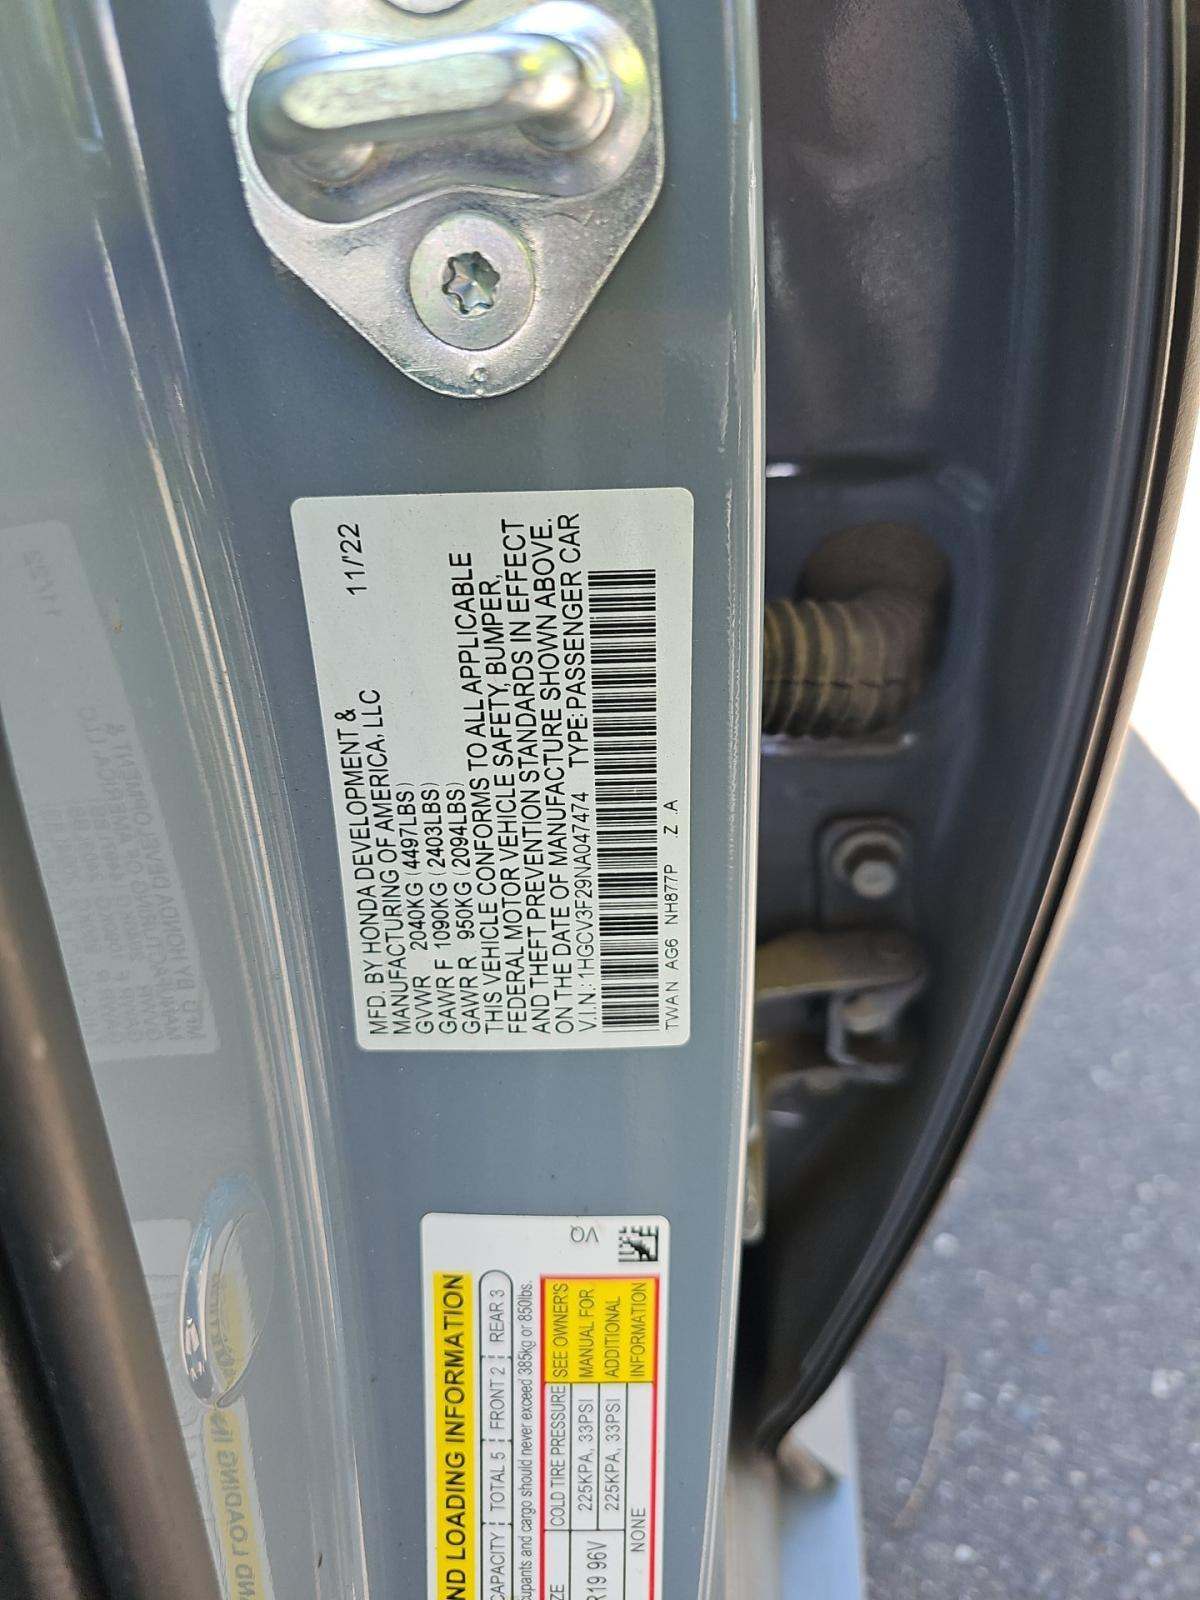 MFD. BY HONDA DEVELOPMENT &
MANUFACTURING OF AMERICA, LLC 11/'22
GVWR 2040KG (4497LBS)
GAWR F 1090KG (2403LBS)
GAWR R 950KG (2094LBS)
THIS VEHICLE CONFORMS TO ALL APPLICABLE
FEDERAL MOTOR VEHICLE SAFETY, BUMPER,
AND THEFT PREVENTION STANDARDS IN EFFECT
ON THE DATE OF MANUFACTURE SHOWN ABOVE.
V.I.N.: 1HGCV3F29NA047474 TYPE: PASSENGER CAR
TWAN AG6 NH877P Z .A
ND LOADING INFORMATION
CAPACITY TOTAL 5 FRONT 2 REAR 3
cupants and cargo should never exceed 385kg or 850lbs.
ZE COLD TIRE PRESSURE SEE OWNER'S
R19 96V 225KPA, 33PSI MANUAL FOR
225KPA, 33PSI ADDITIONAL
NONE INFORMATION
VQ